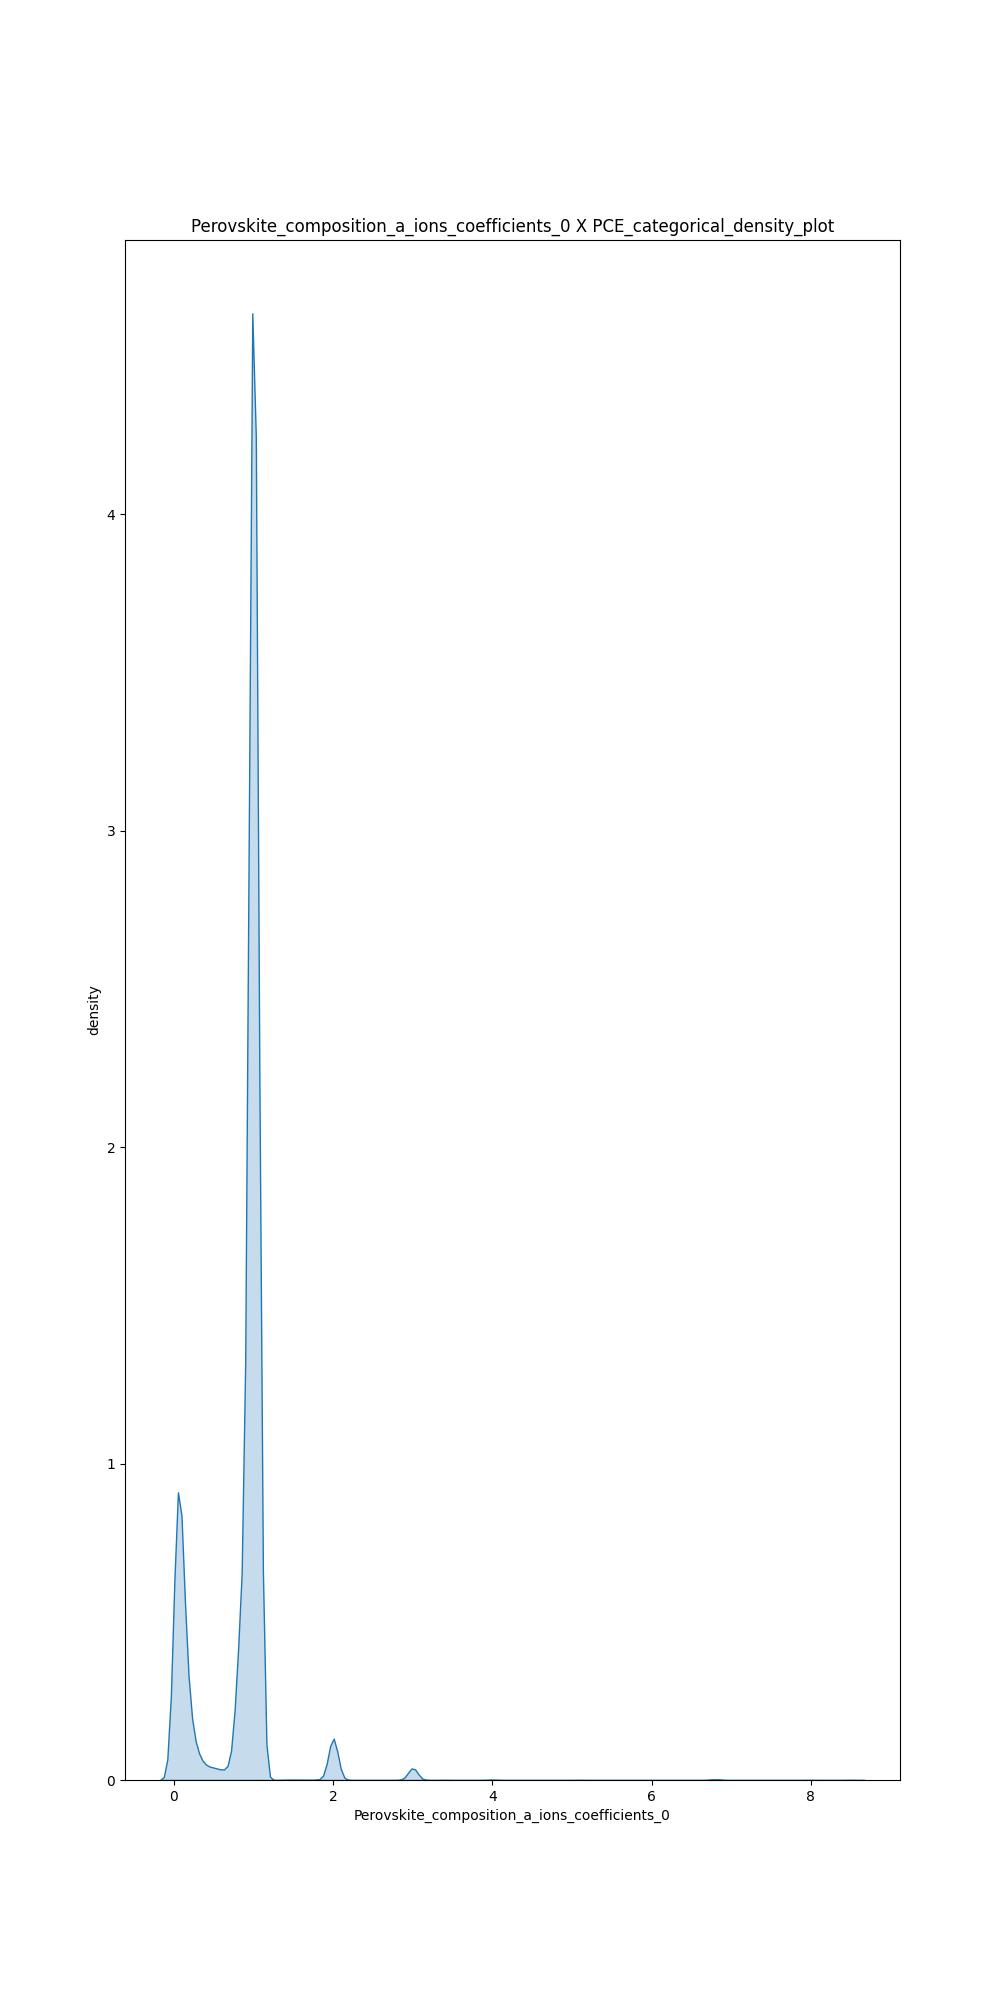 Perovskite_composition_a_ions_coefficients_0 X PCE_categorical_density_plot
4
3
density
2
1
0
0 2 4 6 8
Perovskite_composition_a_ions_coefficients_0